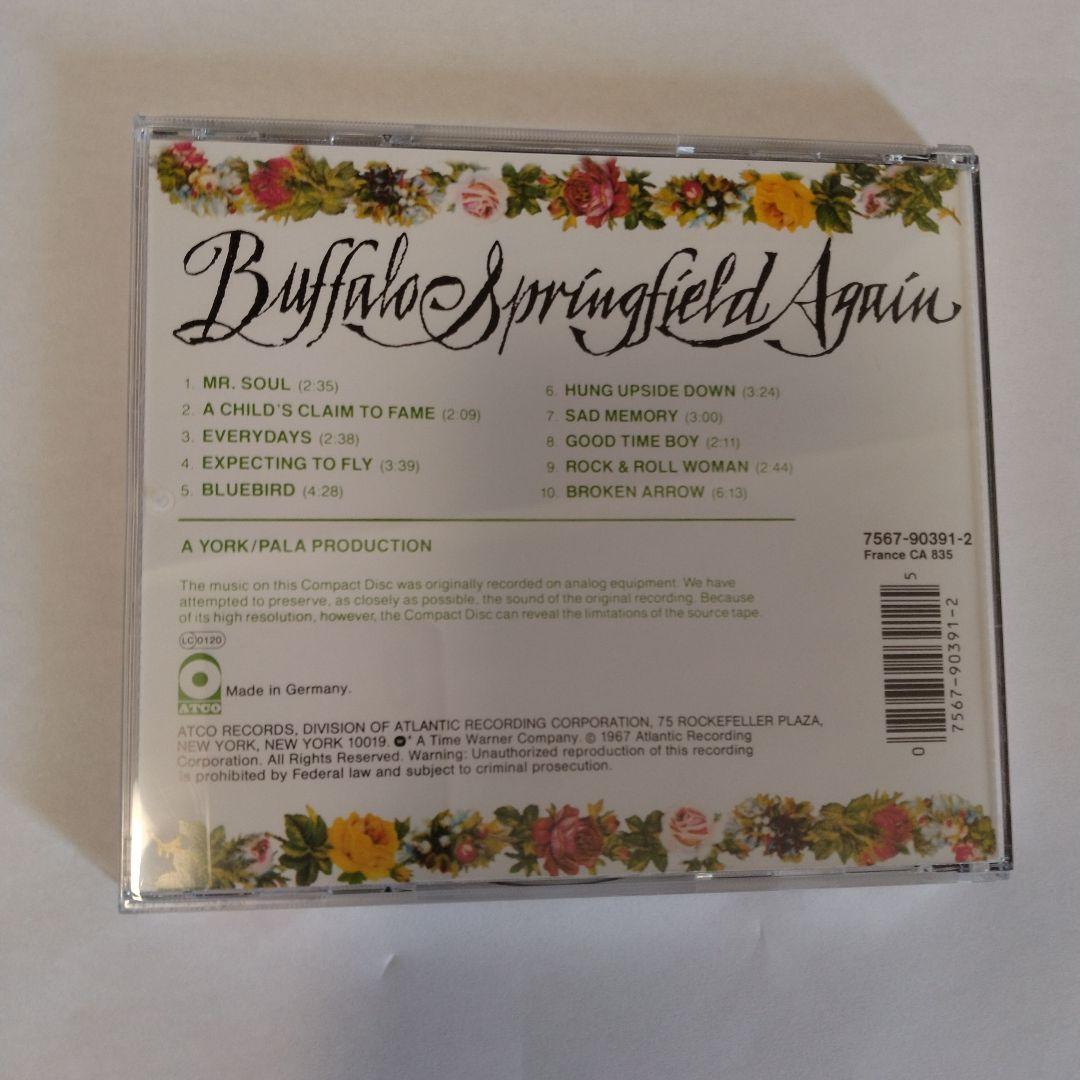 Buffalo Springfield Again
1. MR. SOUL (2:35)
2. A CHILD'S CLAIM TO FAME (2:09)
3. EVERYDAYS (2:38)
4. EXPECTING TO FLY (3:39)
5. BLUEBIRD (4:28)
6. HUNG UPSIDE DOWN (3:24)
7. SAD MEMORY (3:00)
8. GOOD TIME BOY (2:11)
9. ROCK & ROLL WOMAN (2:44)
10. BROKEN ARROW (6:13)
A YORK/PALA PRODUCTION
7567-90391-2
France CA 835
The music on this Compact Disc was originally recorded on analog equipment. We have
attempted to preserve, as closely as possible, the sound of the original recording. Because
of its high resolution, however, the Compact Disc can reveal the limitations of the source tape.
LC 0120
ATCO
Made in Germany.
ATCO RECORDS, DIVISION OF ATLANTIC RECORDING CORPORATION, 75 ROCKEFELLER PLAZA,
NEW YORK, NEW YORK 10019. A Time Warner Company. © 1967 Atlantic Recording
Corporation. All Rights Reserved. Warning: Unauthorized reproduction of this recording
is prohibited by Federal law and subject to criminal prosecution.
0 7567-90391-2 5